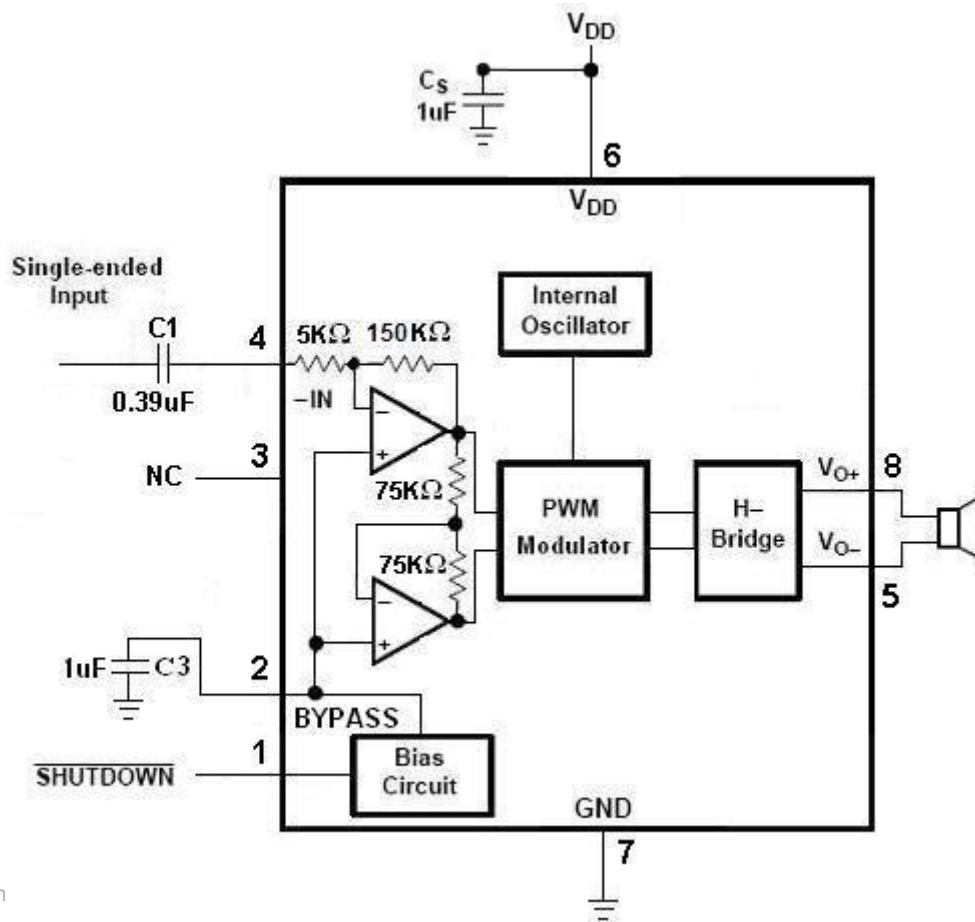 VDD
CS
1uF
6
VDD
Single-ended
Input
C1
0.39uF
4
5KΩ
150KΩ
–IN
Internal
Oscillator
3
NC
–
+
75KΩ
75KΩ
–
+
PWM
Modulator
H–
Bridge
VO+
8
VO–
5
1uF
C3
2
BYPASS
1
SHUTDOWN
Bias
Circuit
GND
7
n